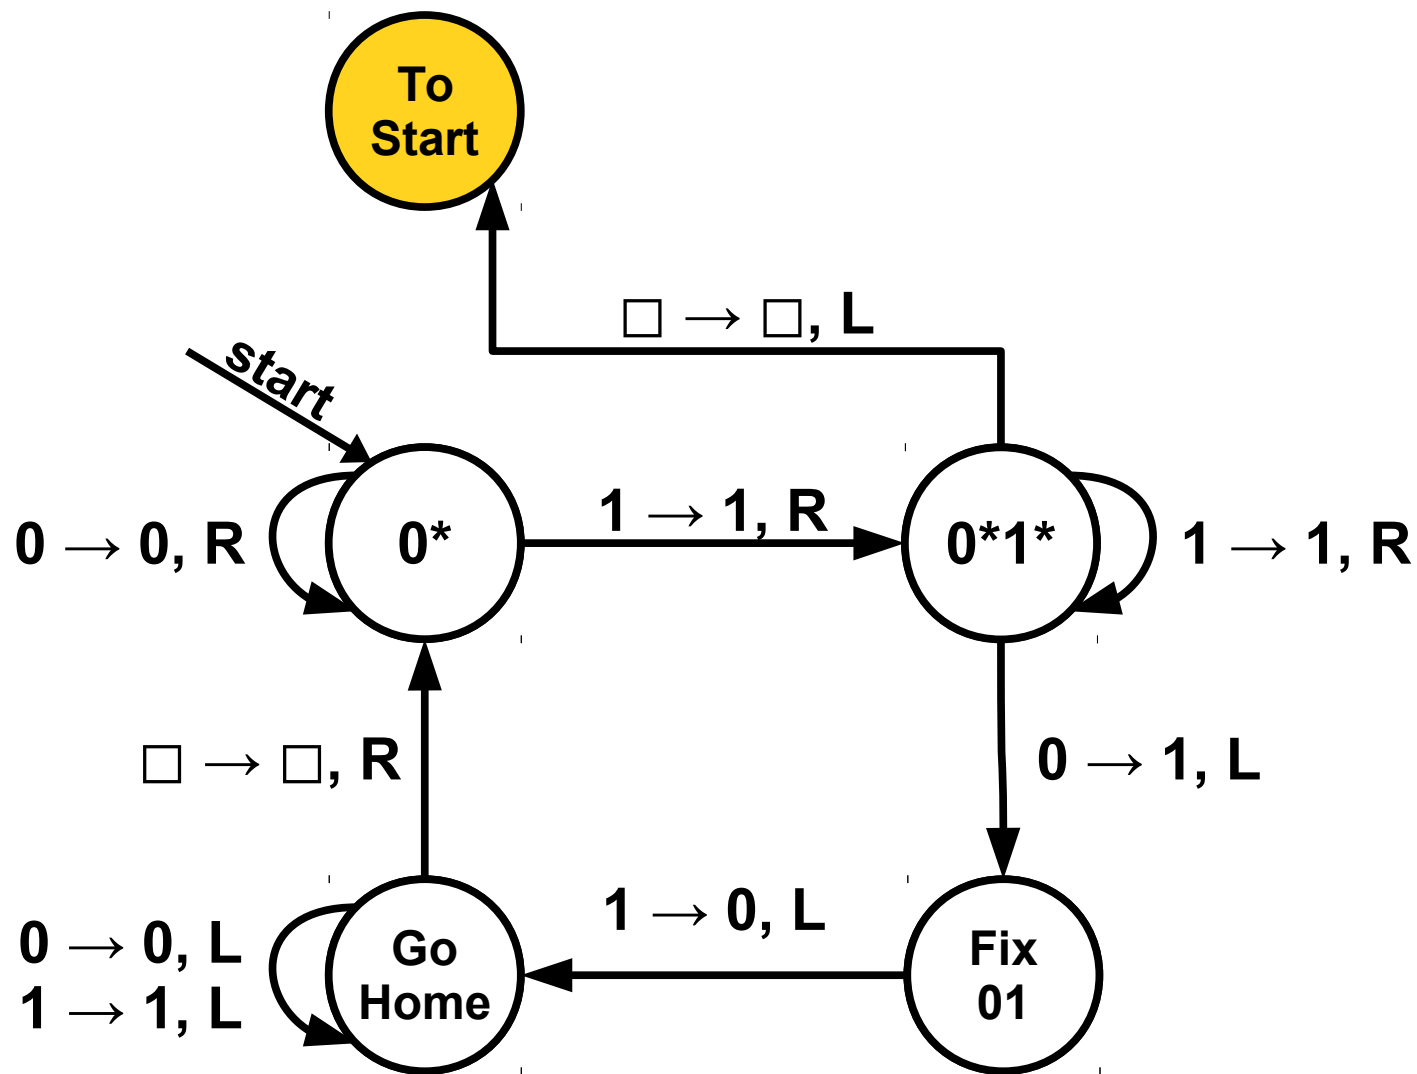 To
Start
□ → □, L
start
0 → 0, R
0*
1 → 1, R
0*1*
1 → 1, R
□ → □, R
0 → 1, L
0 → 0, L
1 → 1, L
Go
Home
1 → 0, L
Fix
01